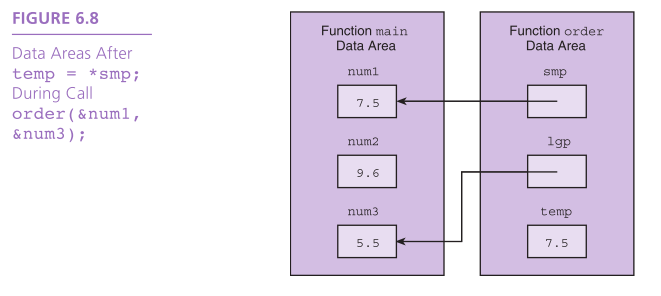 FIGURE 6.8
Data Areas After
temp = *smp;
During Call
order(&num1,
&num3);
Function main
Data Area
num1
7.5
num2
9.6
num3
5.5
Function order
Data Area
smp
lgp
temp
7.5